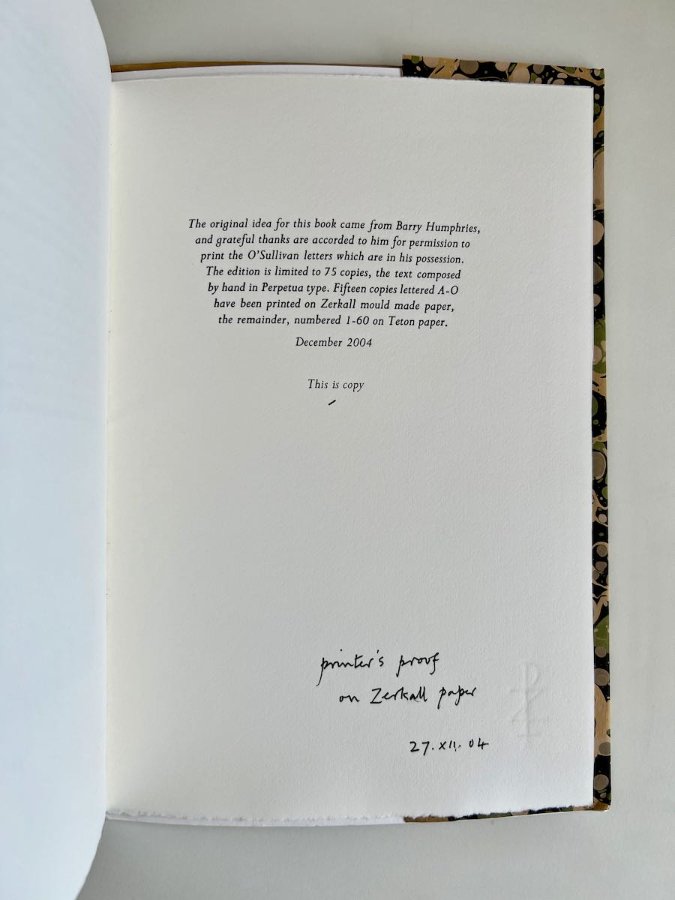 The original idea for this book came from Barry Humphries,
and grateful thanks are accorded to him for permission to
print the O'Sullivan letters which are in his possession.
The edition is limited to 75 copies, the text composed
by hand in Perpetua type. Fifteen copies lettered A-O
have been printed on Zerkall mould made paper,
the remainder, numbered 1-60 on Teton paper.
December 2004
This is copy
–
printer's proof
on Zerkall paper
27.XII.04